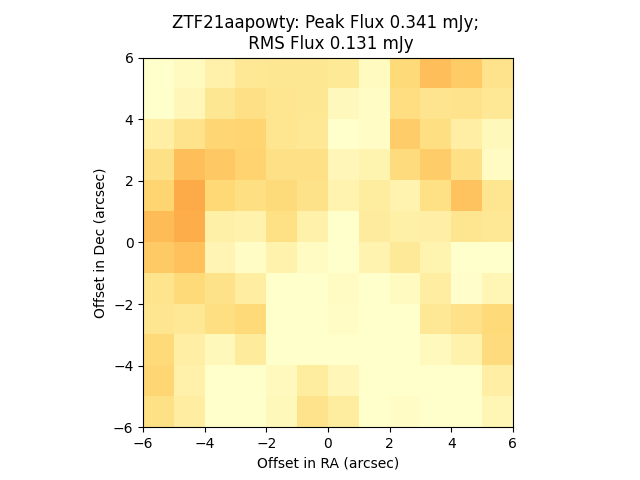 ZTF21aapowty: Peak Flux 0.341 mJy;
RMS Flux 0.131 mJy
6
4
2
0
−2
−4
−6
Offset in Dec (arcsec)
−6 −4 −2 0 2 4 6
Offset in RA (arcsec)